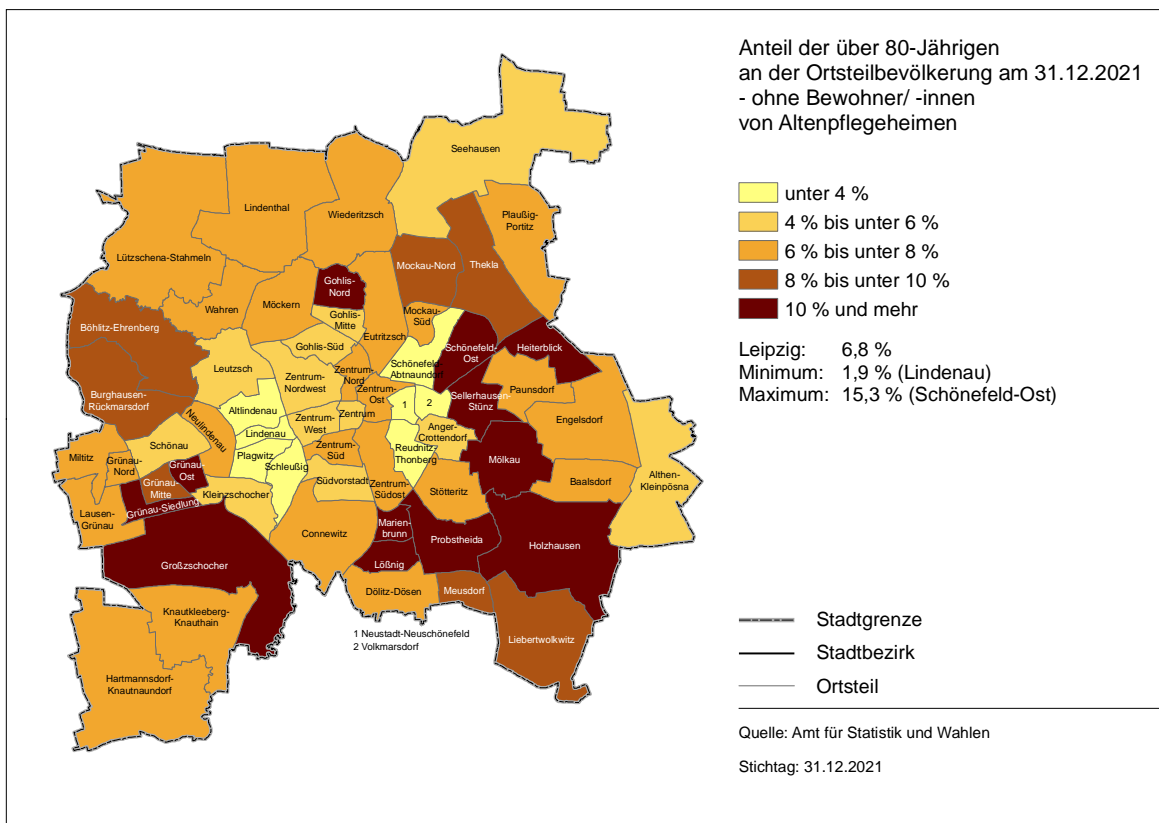 Anteil der über 80-Jährigen
an der Ortsteilbevölkerung am 31.12.2021
- ohne Bewohner/ -innen
von Altenpflegeheimen
unter 4 %
4 % bis unter 6 %
6 % bis unter 8 %
8 % bis unter 10 %
10 % und mehr
Leipzig: 6,8 %
Minimum: 1,9 % (Lindenau)
Maximum: 15,3 % (Schönefeld-Ost)
Seehausen
Lindenthal
Wiederitzsch
Plaußig-
Portitz
Lützschena-Stahmeln
Mockau-Nord
Thekla
Gohlis-
Nord
Wahren
Möckern
Mockau-
Süd
Gohlis-
Mitte
Böhlitz-Ehrenberg
Eutritzsch
Gohlis-Süd
Schönefeld-
Ost
Heiterblick
Leutzsch
Schönefeld-
Abtnaundorf
Zentrum-
Nord
Zentrum-
Nordwest
Paunsdorf
Burghausen-
Rückmarsdorf
Zentrum-
Ost
Sellerhausen-
Stünz
1
2
Altlindenau
Neulindenau
Zentrum-
West
Zentrum
Engelsdorf
Anger-
Crottendorf
Lindenau
Schönau
Reudnitz-
Thonberg
Zentrum-
Süd
Plagwitz
Miltitz
Grünau-
Nord
Grünau-
Ost
Schleußig
Mölkau
Althen-
Kleinpösna
Grünau-
Mitte
Südvorstadt
Zentrum-
Südost
Stötteritz
Baalsdorf
Kleinzschocher
Grünau-Siedlung
Lausen-
Grünau
Marien-
brunn
Connewitz
Probstheida
Holzhausen
Großzschocher
Lößnig
Dölitz-Dösen
Meusdorf
Knautkleeberg-
Knauthain
Liebertwolkwitz
1 Neustadt-Neuschönefeld
2 Volkmarsdorf
Hartmannsdorf-
Knautnaundorf
Stadtgrenze
Stadtbezirk
Ortsteil
Quelle: Amt für Statistik und Wahlen
Stichtag: 31.12.2021